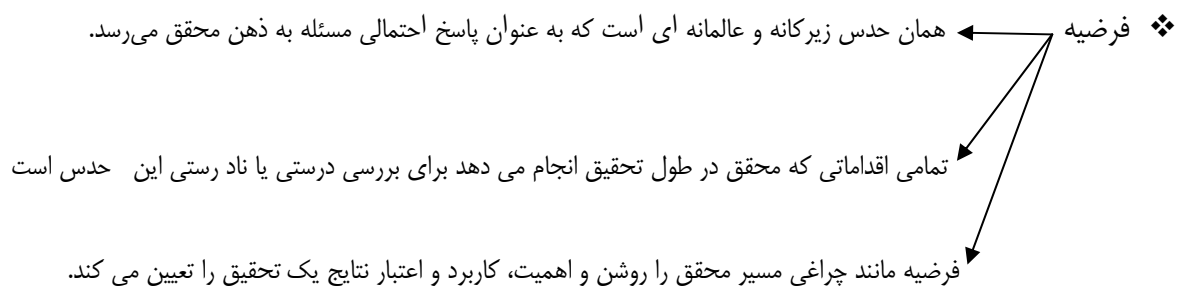 ❖ فرضیه همان حدس زیرکانه و عالمانه ای است که به عنوان پاسخ احتمالی مسئله به ذهن محقق می‌رسد.
تمامی اقداماتی که محقق در طول تحقیق انجام می دهد برای بررسی درستی یا ناد رستی این حدس است
فرضیه مانند چراغی مسیر محقق را روشن و اهمیت، کاربرد و اعتبار نتایج یک تحقیق را تعیین می کند.